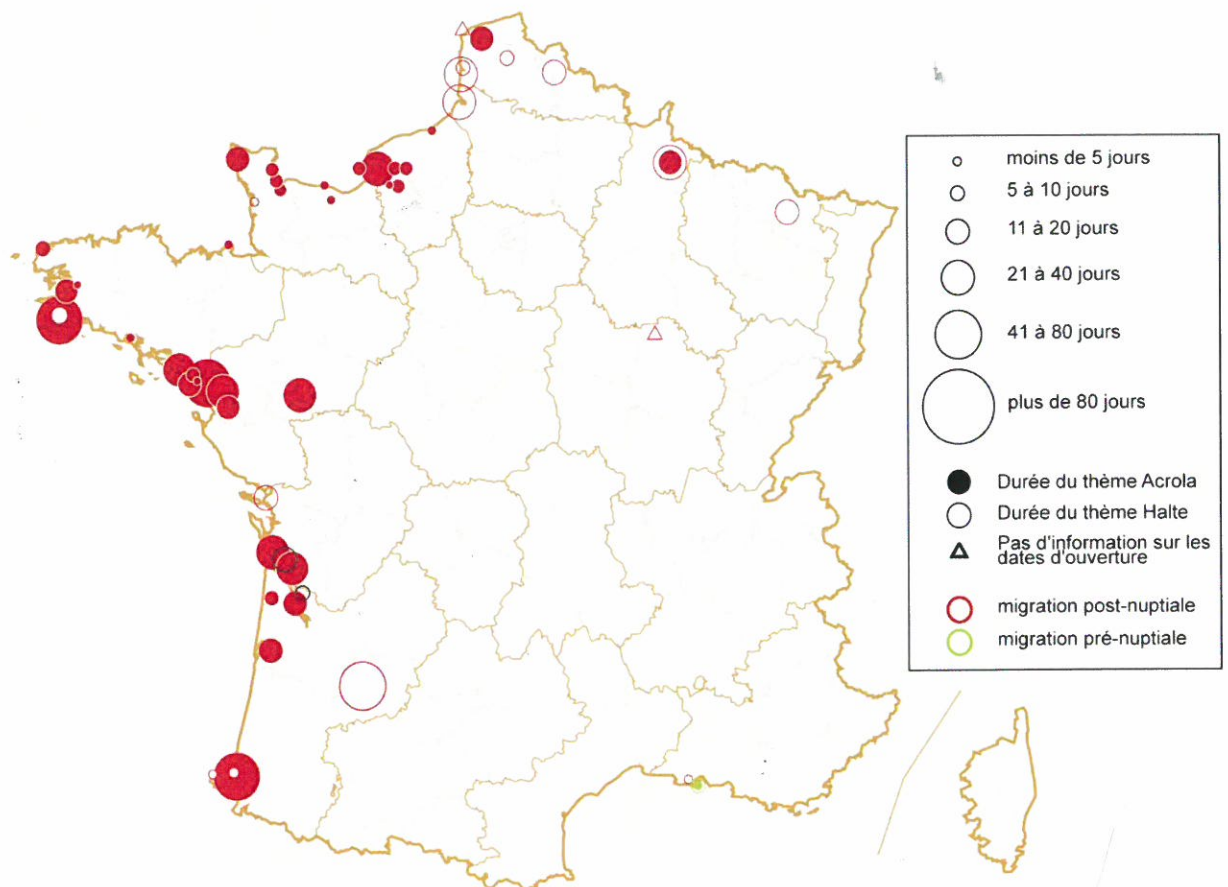 moins de 5 jours
5 à 10 jours
11 à 20 jours
21 à 40 jours
41 à 80 jours
plus de 80 jours
Durée du thème Acrola
Durée du thème Halte
Pas d'information sur les
dates d'ouverture
migration post-nuptiale
migration pré-nuptiale